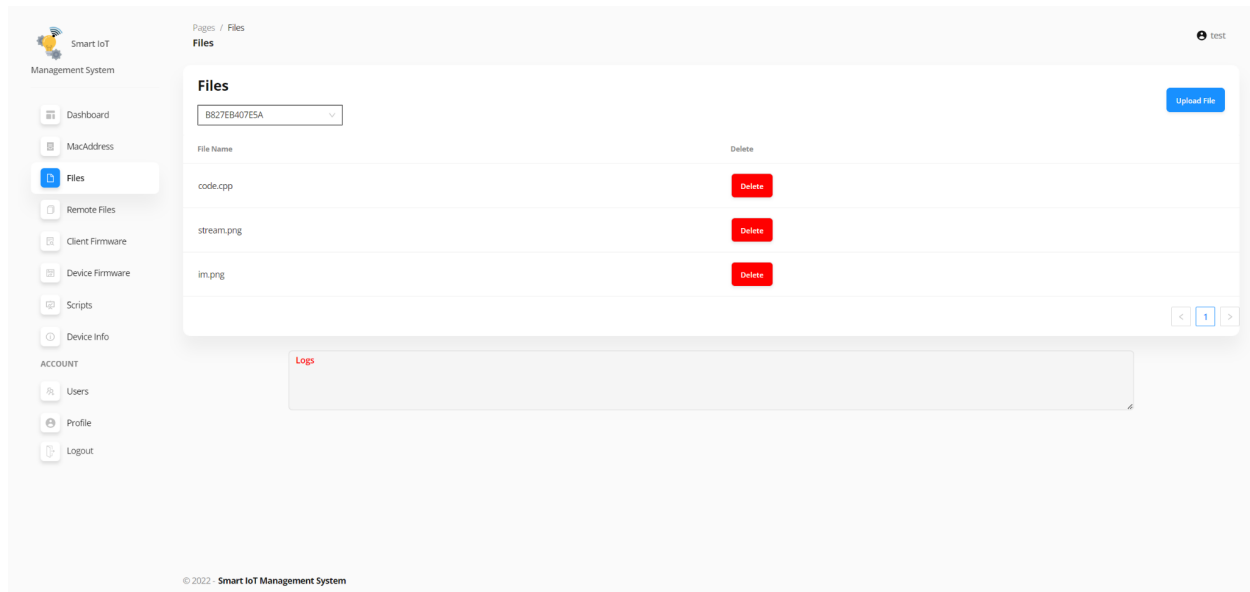 Smart IoT
Management System
Dashboard
MacAddress
Files
Remote Files
Client Firmware
Device Firmware
Scripts
Device Info
ACCOUNT
Users
Profile
Logout
Pages / Files
Files
test
Files
Upload File
B827EB407E5A
File Name Delete
code.cpp Delete
stream.png Delete
im.png Delete
< 1 >
Logs
© 2022 - Smart IoT Management System